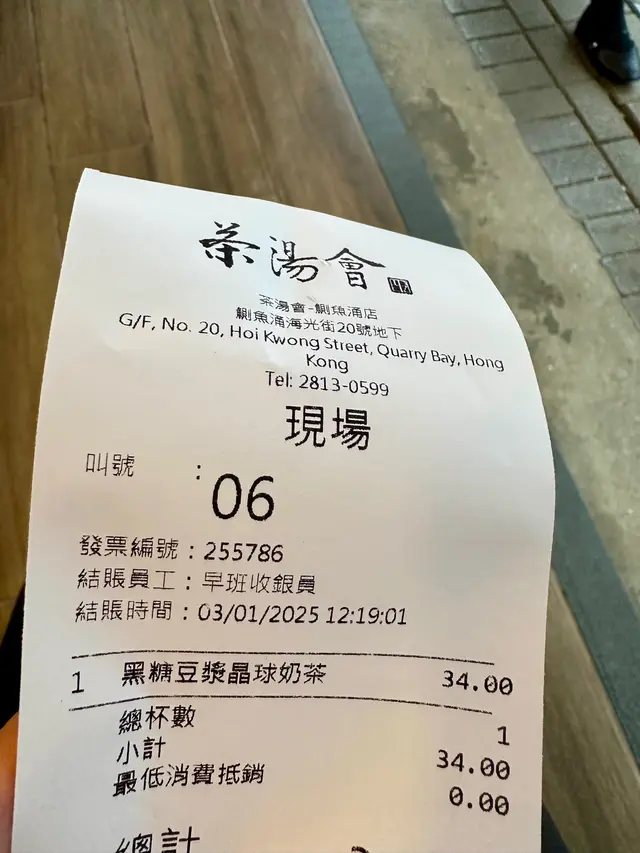 茶湯會
茶湯會-鰂魚涌店
鰂魚涌海光街20號地下
G/F, No. 20, Hoi Kwong Street, Quarry Bay, Hong
Kong
Tel: 2813-0599
現場
叫號 : 06
發票編號 : 255786
結賬員工 : 早班收銀員
結賬時間 : 03/01/2025 12:19:01
1 黑糖豆漿晶球奶茶 34.00
總杯數 1
小計 34.00
最低消費抵銷 0.00
總計